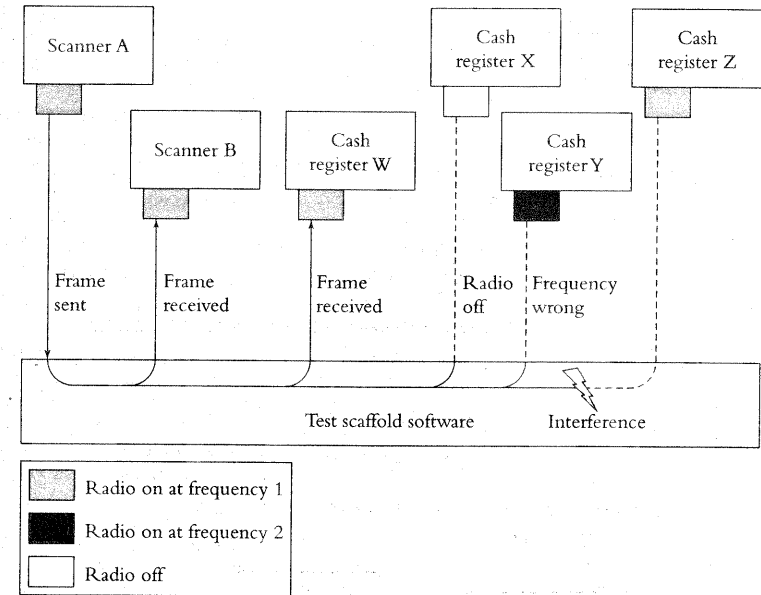 Scanner A
Cash
register X
Cash
register Z
Scanner B
Cash
register W
Cash
register Y
Frame
sent
Frame
received
Frame
received
Radio
off
Frequency
wrong
Test scaffold software
Interference
Radio on at frequency 1
Radio on at frequency 2
Radio off